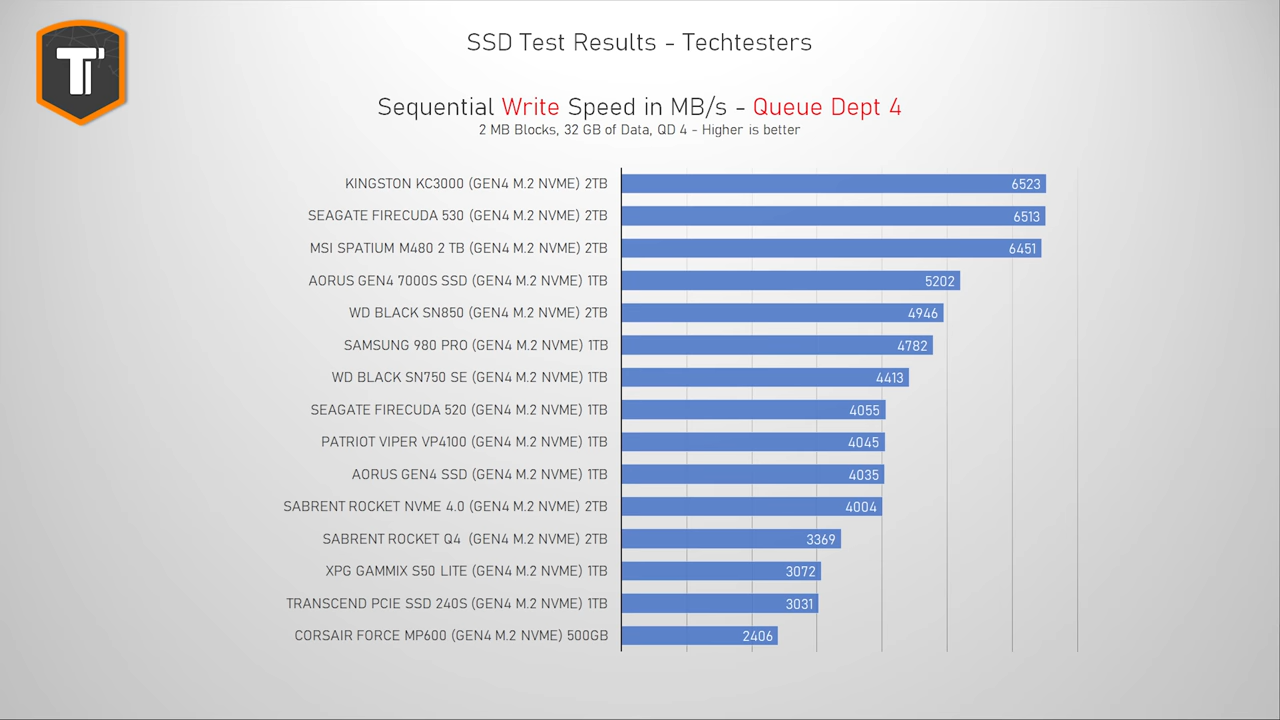 SSD Test Results - Techtesters
Sequential Write Speed in MB/s - Queue Dept 4
2 MB Blocks, 32 GB of Data, QD 4 - Higher is better
KINGSTON KC3000 (GEN4 M.2 NVME) 2TB 6523
SEAGATE FIRECUDA 530 (GEN4 M.2 NVME) 2TB 6513
MSI SPATIUM M480 2 TB (GEN4 M.2 NVME) 2TB 6451
AORUS GEN4 7000S SSD (GEN4 M.2 NVME) 1TB 5202
WD BLACK SN850 (GEN4 M.2 NVME) 2TB 4946
SAMSUNG 980 PRO (GEN4 M.2 NVME) 1TB 4782
WD BLACK SN750 SE (GEN4 M.2 NVME) 1TB 4413
SEAGATE FIRECUDA 520 (GEN4 M.2 NVME) 1TB 4055
PATRIOT VIPER VP4100 (GEN4 M.2 NVME) 1TB 4045
AORUS GEN4 SSD (GEN4 M.2 NVME) 1TB 4035
SABRENT ROCKET NVME 4.0 (GEN4 M.2 NVME) 2TB 4004
SABRENT ROCKET Q4 (GEN4 M.2 NVME) 2TB 3369
XPG GAMMIX S50 LITE (GEN4 M.2 NVME) 1TB 3072
TRANSCEND PCIE SSD 240S (GEN4 M.2 NVME) 1TB 3031
CORSAIR FORCE MP600 (GEN4 M.2 NVME) 500GB 2406